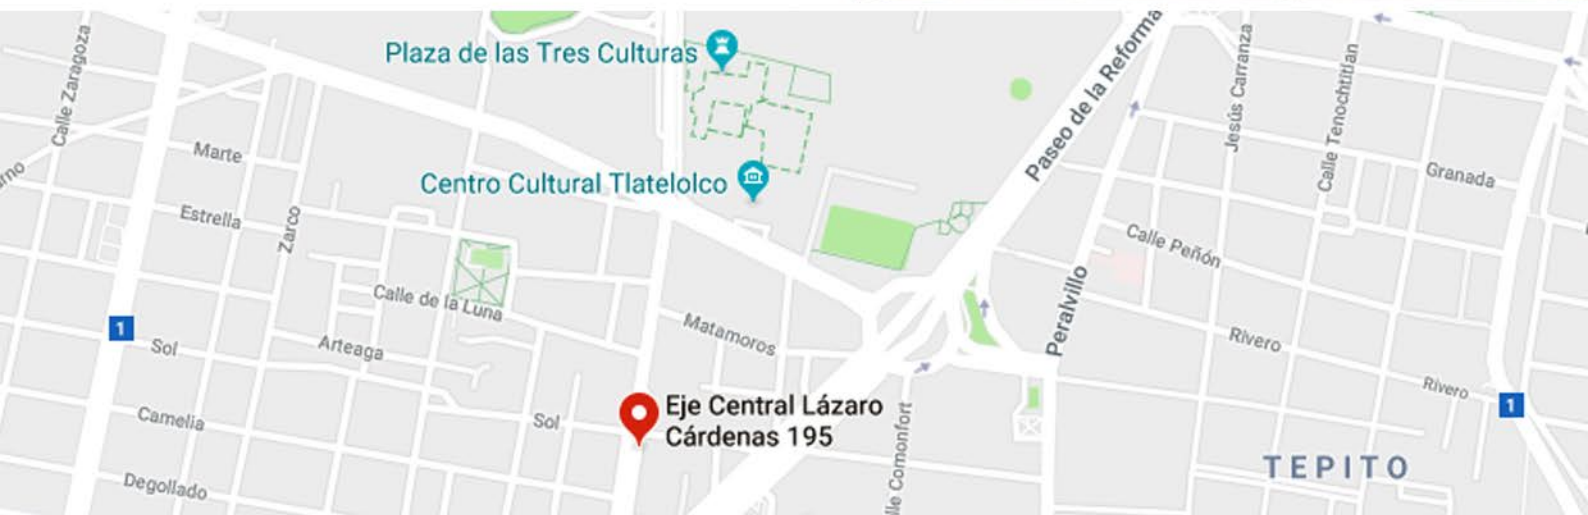 Calle Zaragoza
Plaza de las Tres Culturas
Paseo de la Reforma
Jesús Carranza
Calle Tenochtitlan
Marte
Granada
Centro Cultural Tlatelolco
Estrella
Zarco
Calle Peñón
Calle de la Luna
Peralvillo
1
Matamoros
Rivero
Sol
Arteaga
Rivero
1
Eje Central Lázaro
Cárdenas 195
Camelia
Sol
Comonfort
TEPITO
Degollado